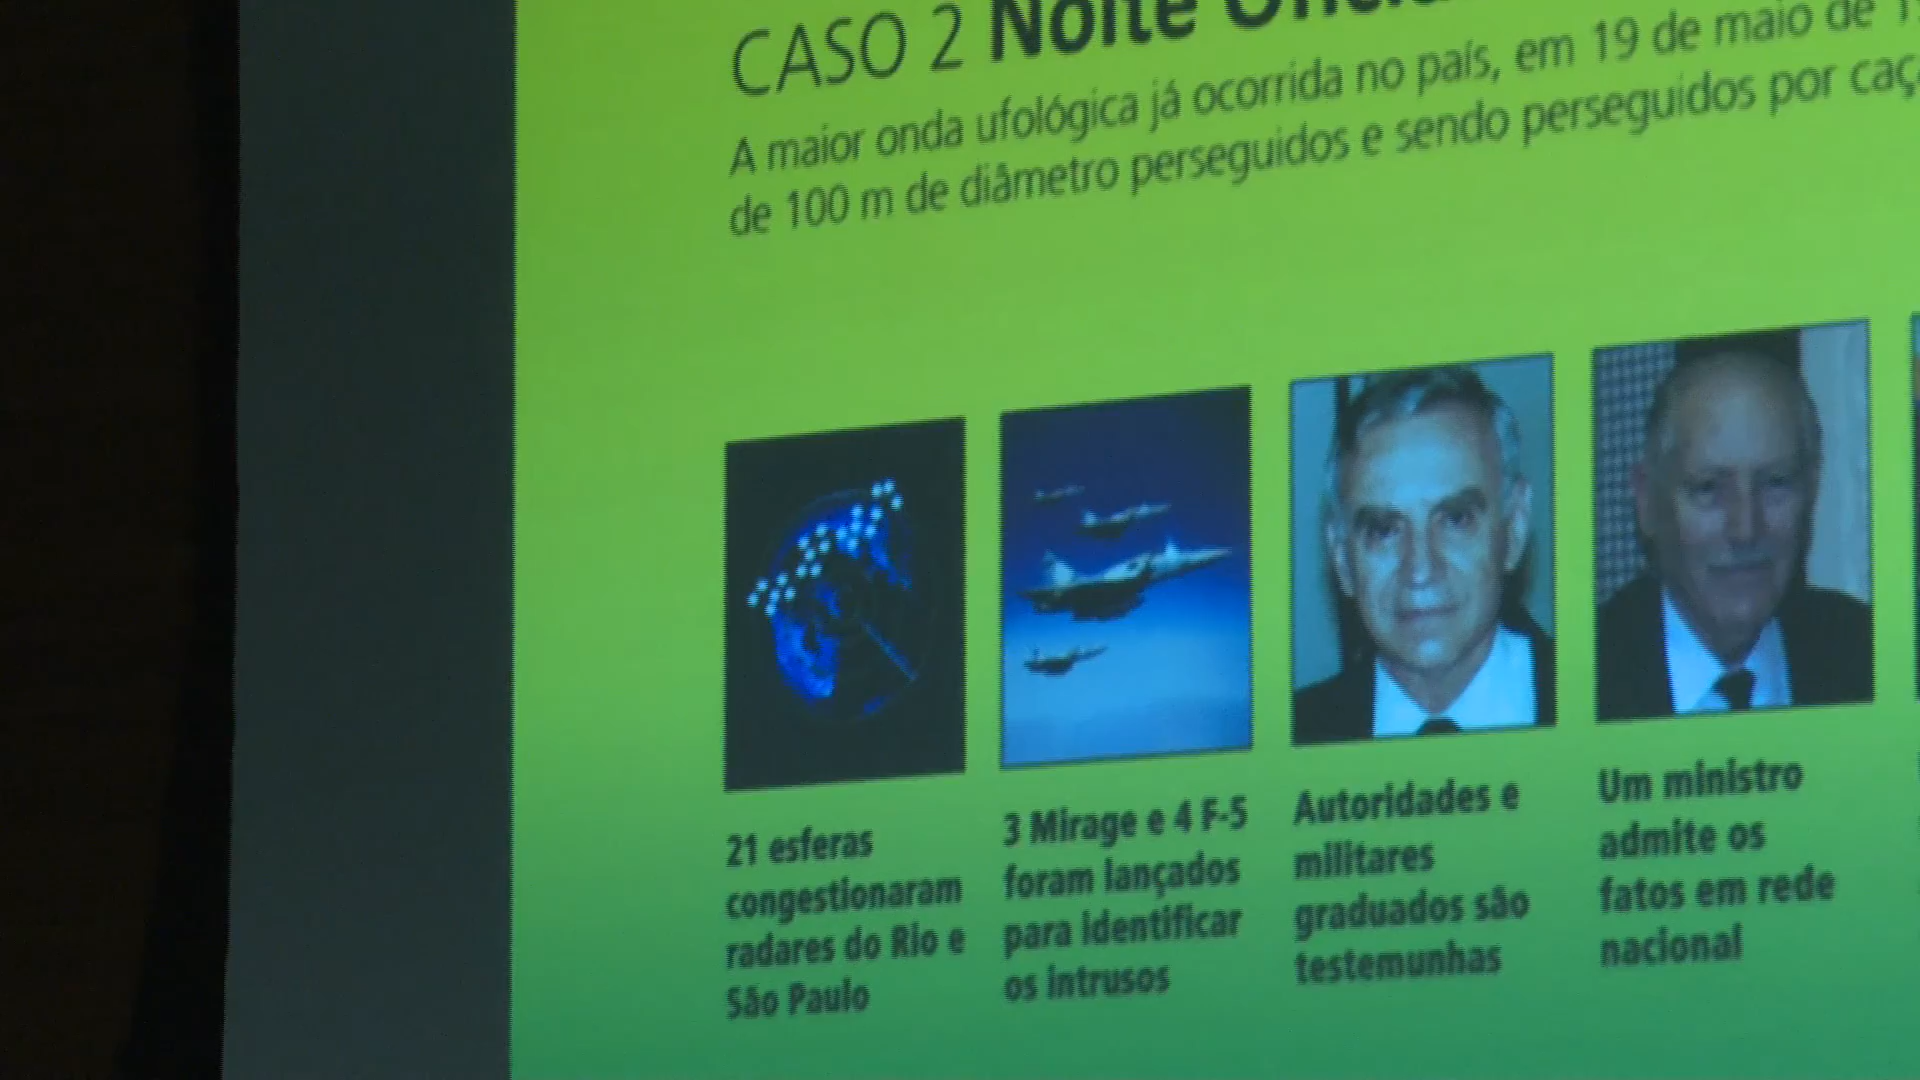 CASO 2 Noite
A maior onda ufológica já ocorrida no país, em 19 de maio de
de 100 m de diâmetro perseguidos e sendo perseguidos por
21 esferas
congestionaram
radares do Rio e
São Paulo
3 Mirage e 4 F-5
foram lançados
para identificar
os intrusos
Autoridades e
militares
graduados são
testemunhas
Um ministro
admite os
fatos em rede
nacional